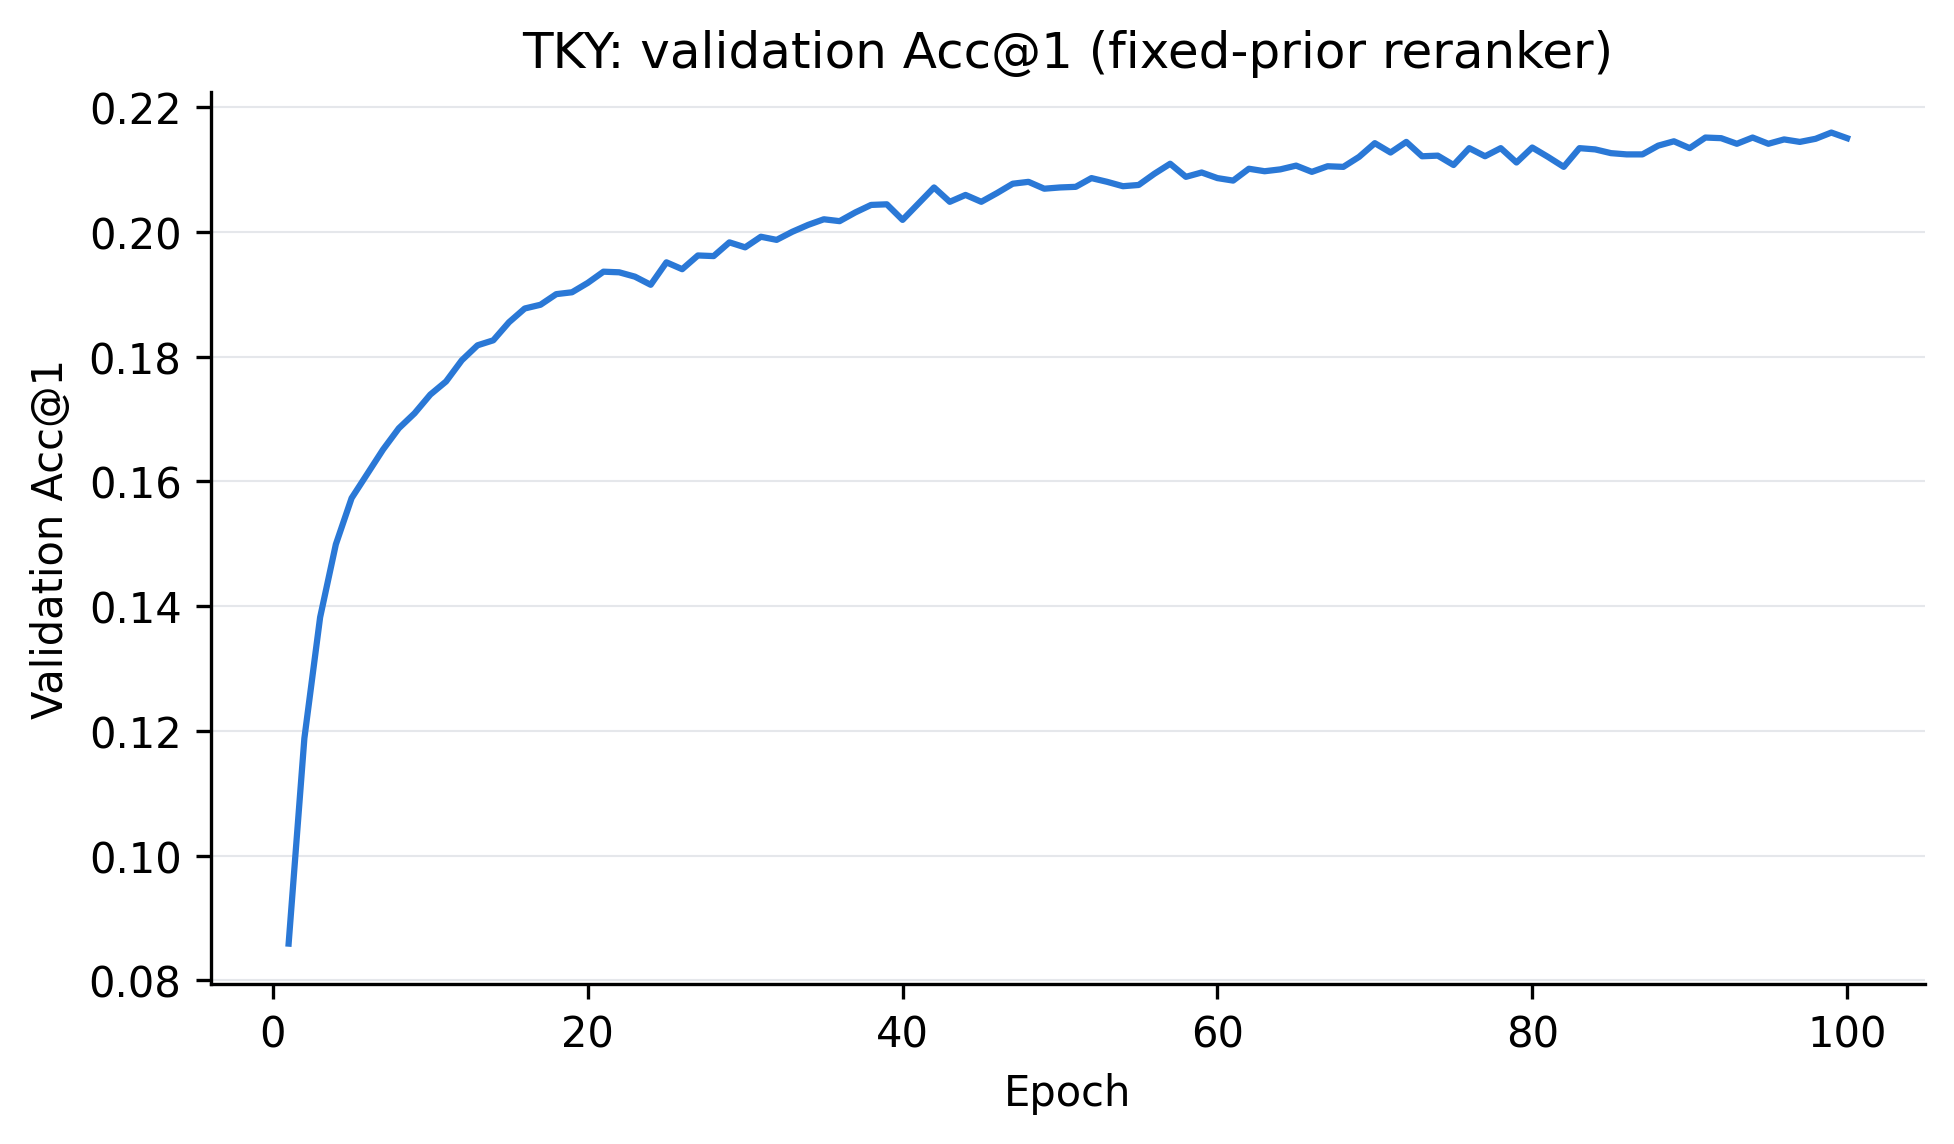 TKY: validation Acc@1 (fixed-prior reranker)
Validation Acc@1
0.22
0.20
0.18
0.16
0.14
0.12
0.10
0.08
0 20 40 60 80 100
Epoch